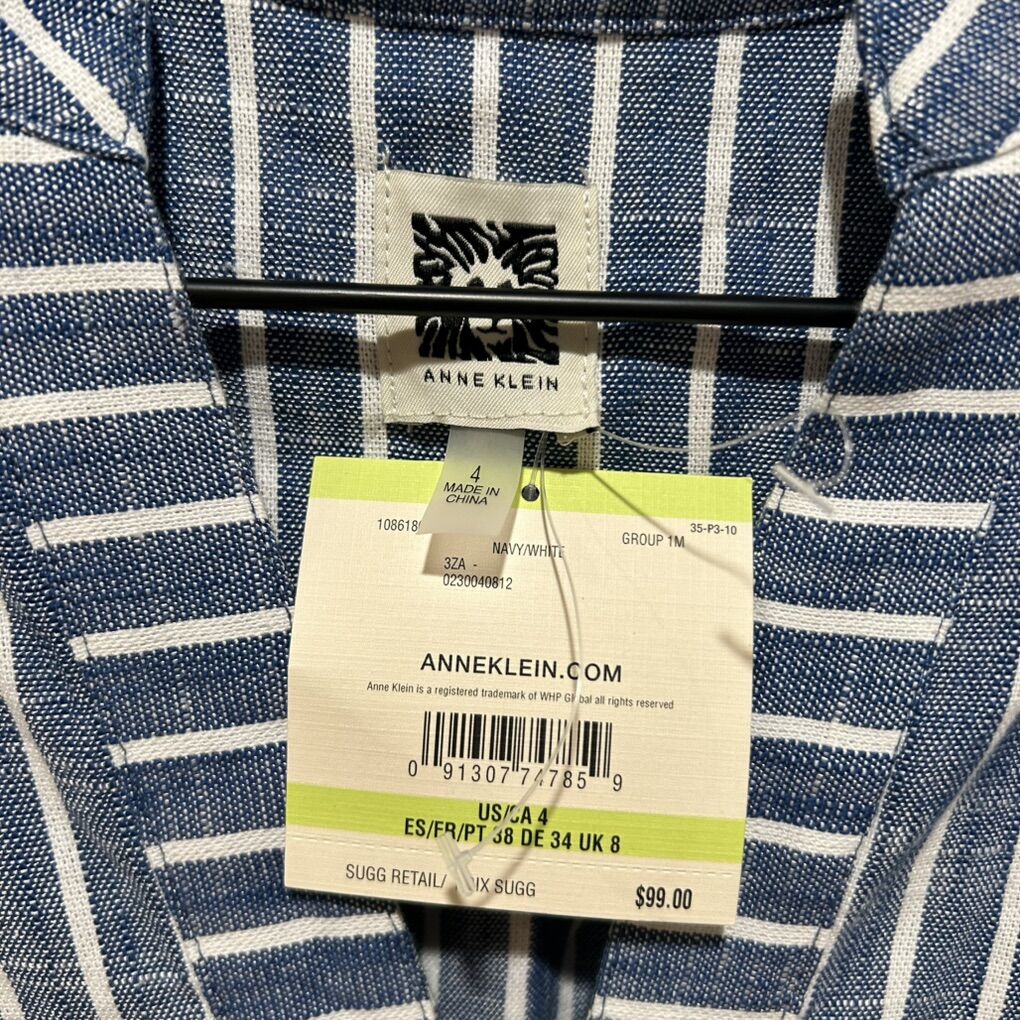 ANNE KLEIN
4
MADE IN
CHINA
35-P3-10
GROUP 1M
NAVY/WHITE
3ZA -
0230040812
ANNEKLEIN.COM
Anne Klein is a registered trademark of WHP Global all rights reserved
0 91307 74785 9
US/CA 4
ES/FR/PT 38 DE 34 UK 8
SUGG RETAIL/ SUGG
$99.00